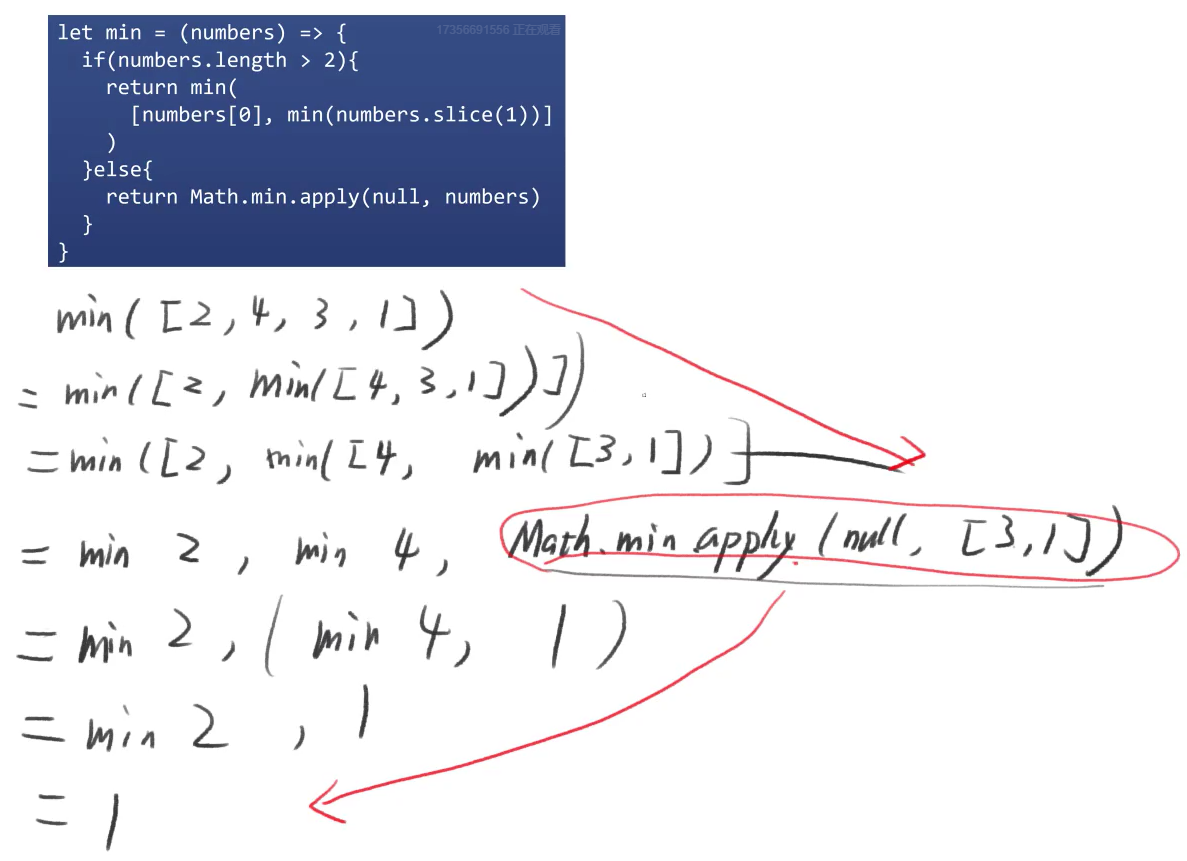 let min = (numbers) => {
17356691556 正在观看
if(numbers.length > 2){
return min(
[numbers[0], min(numbers.slice(1))]
)
}else{
return Math.min.apply(null, numbers)
}
}
min([2,4,3,1])
= min([2, min([4,3,1])])
= min([2, min([4, min([3,1])]
= min 2, min 4, Math.min.apply(null, [3,1])
= min 2, (min 4, 1)
= min 2, 1
= 1